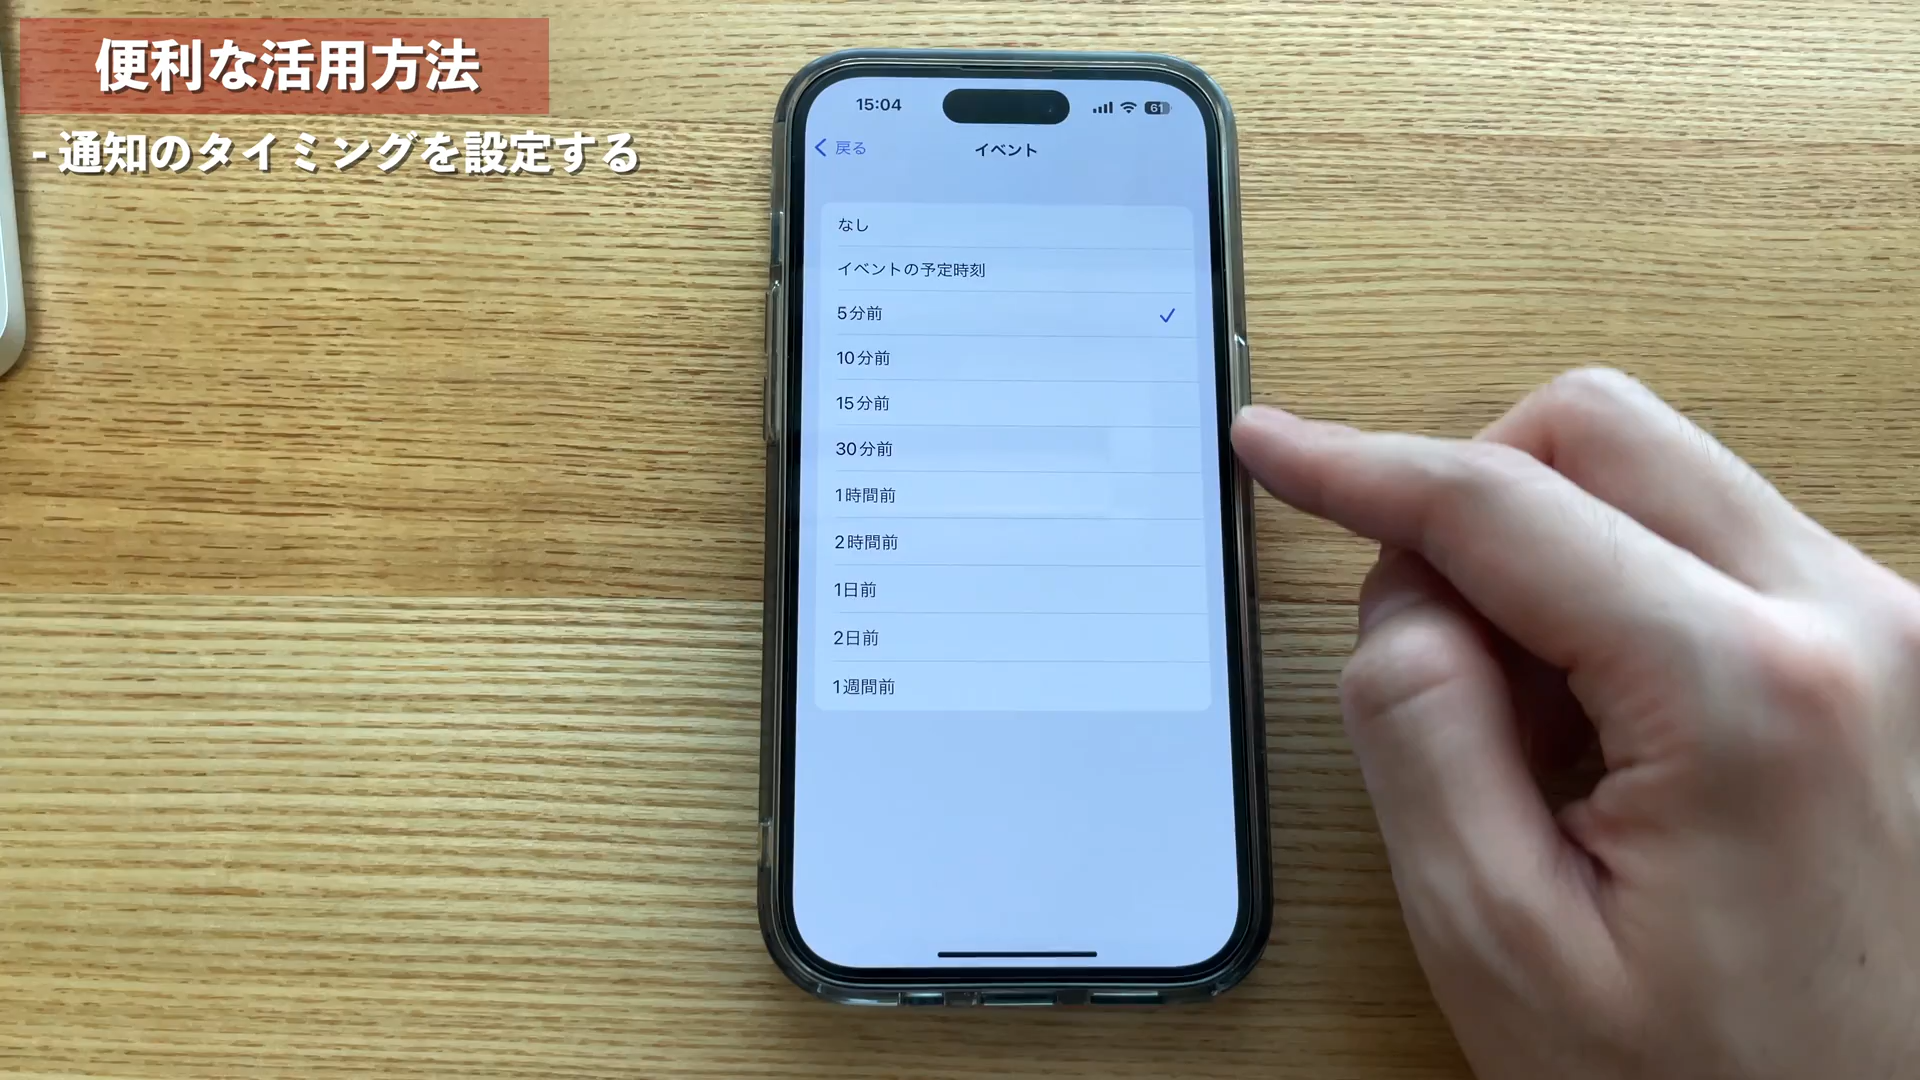 便利な活用方法
- 通知のタイミングを設定する
15:04
61
戻る
イベント
なし
イベントの予定時刻
5分前
10分前
15分前
30分前
1時間前
2時間前
1日前
2日前
1週間前